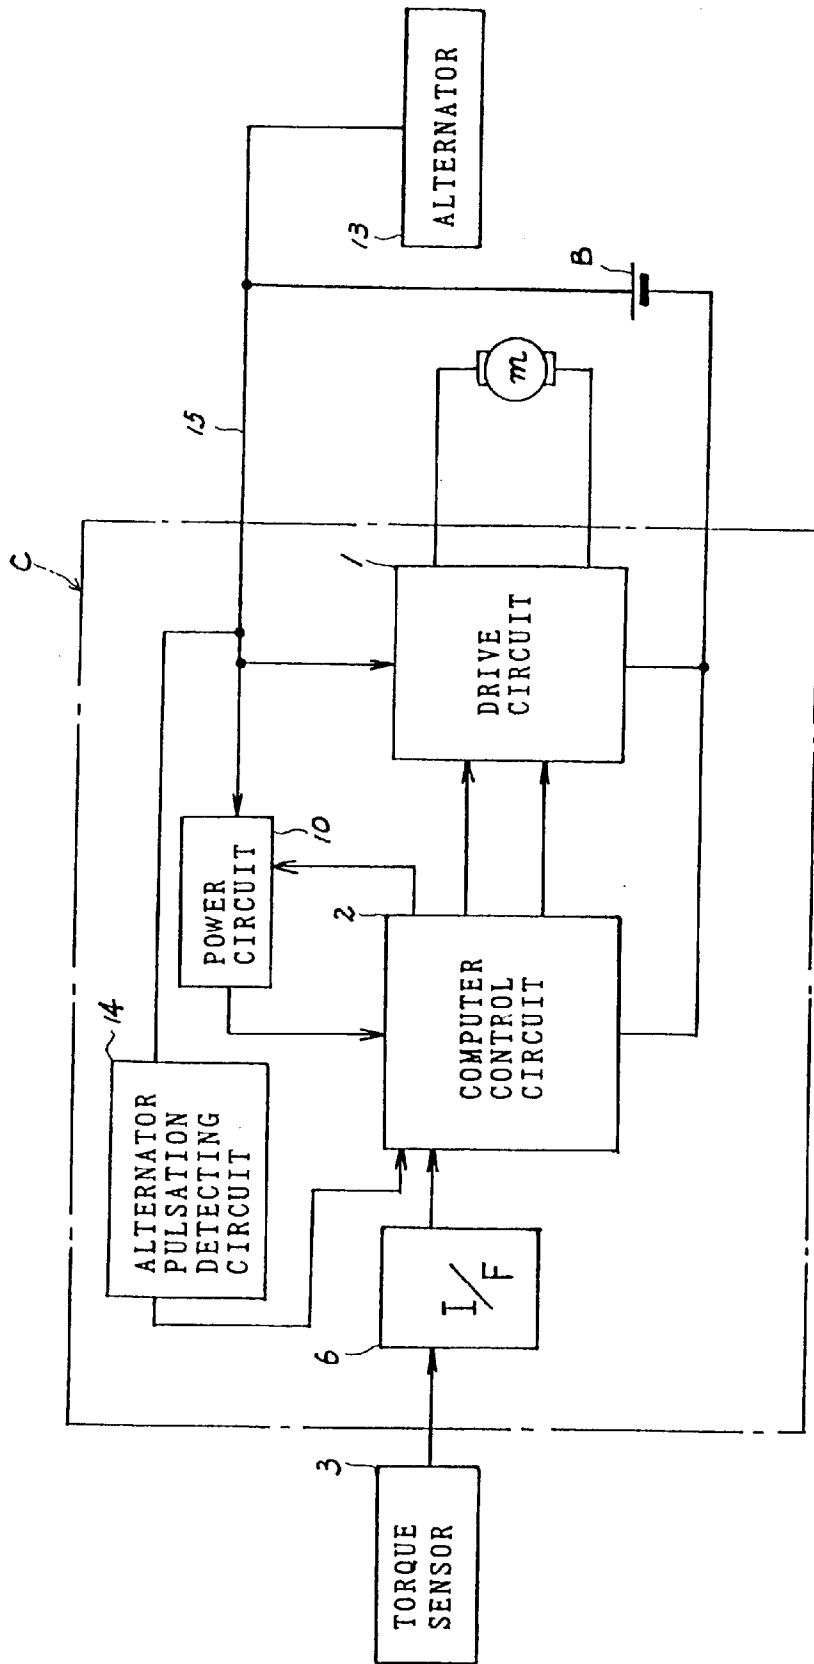 C
14
ALTERNATOR
PULSATION
DETECTING
CIRCUIT
POWER
CIRCUIT
10
15
13
ALTERNATOR
3
TORQUE
SENSOR
6
I/F
2
COMPUTER
CONTROL
CIRCUIT
1
DRIVE
CIRCUIT
m
B